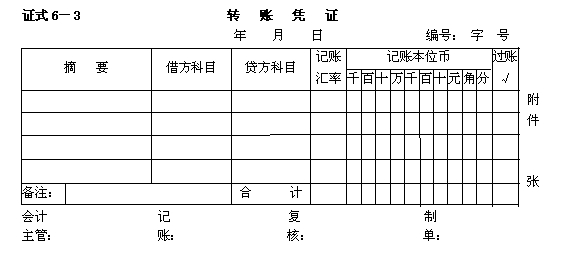 证式6－3 转 账 凭 证
年 月 日 编号： 字 号
摘 要 借方科目 贷方科目 记账汇率 记账本位币 过账√
千 百 十 万 千 百 十 元 角 分
附件 张
备注： 合 计
会计 记 复 制
主管： 账： 核： 单：